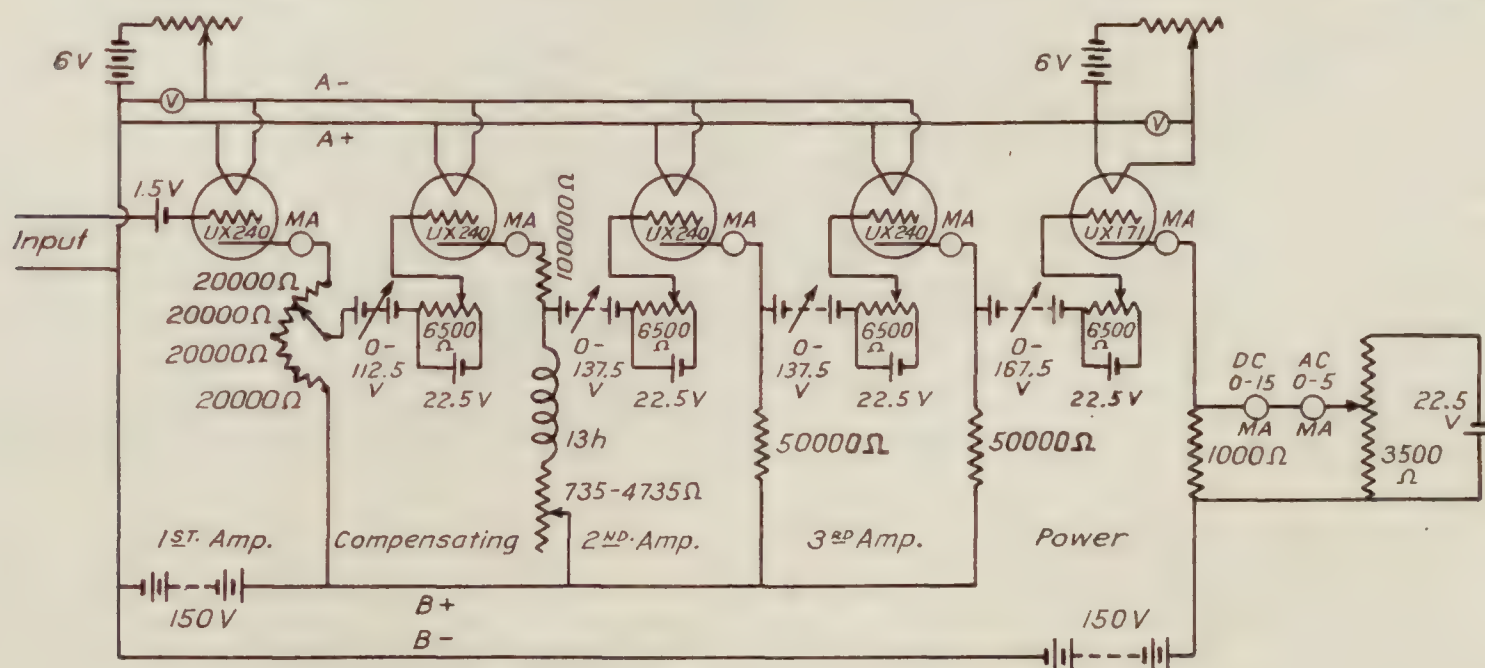 6V
6V
V
A-
A+
V
1.5V
Input
UX240
MA
UX240
MA
100000Ω
UX240
MA
UX240
MA
UX171
MA
20000Ω
20000Ω
20000Ω
20000Ω
0-
112.5
V
6500
Ω
22.5V
13h
735-4735Ω
0-
137.5
V
6500
Ω
22.5V
0-
137.5
V
6500
Ω
22.5V
50000Ω
0-
167.5
V
6500
Ω
22.5V
50000Ω
DC
0-15
MA
AC
0-5
MA
1000Ω
3500
Ω
22.5
V
1ST. Amp.
Compensating
2ND. Amp.
3RD Amp.
Power
150V
B+
B-
150V